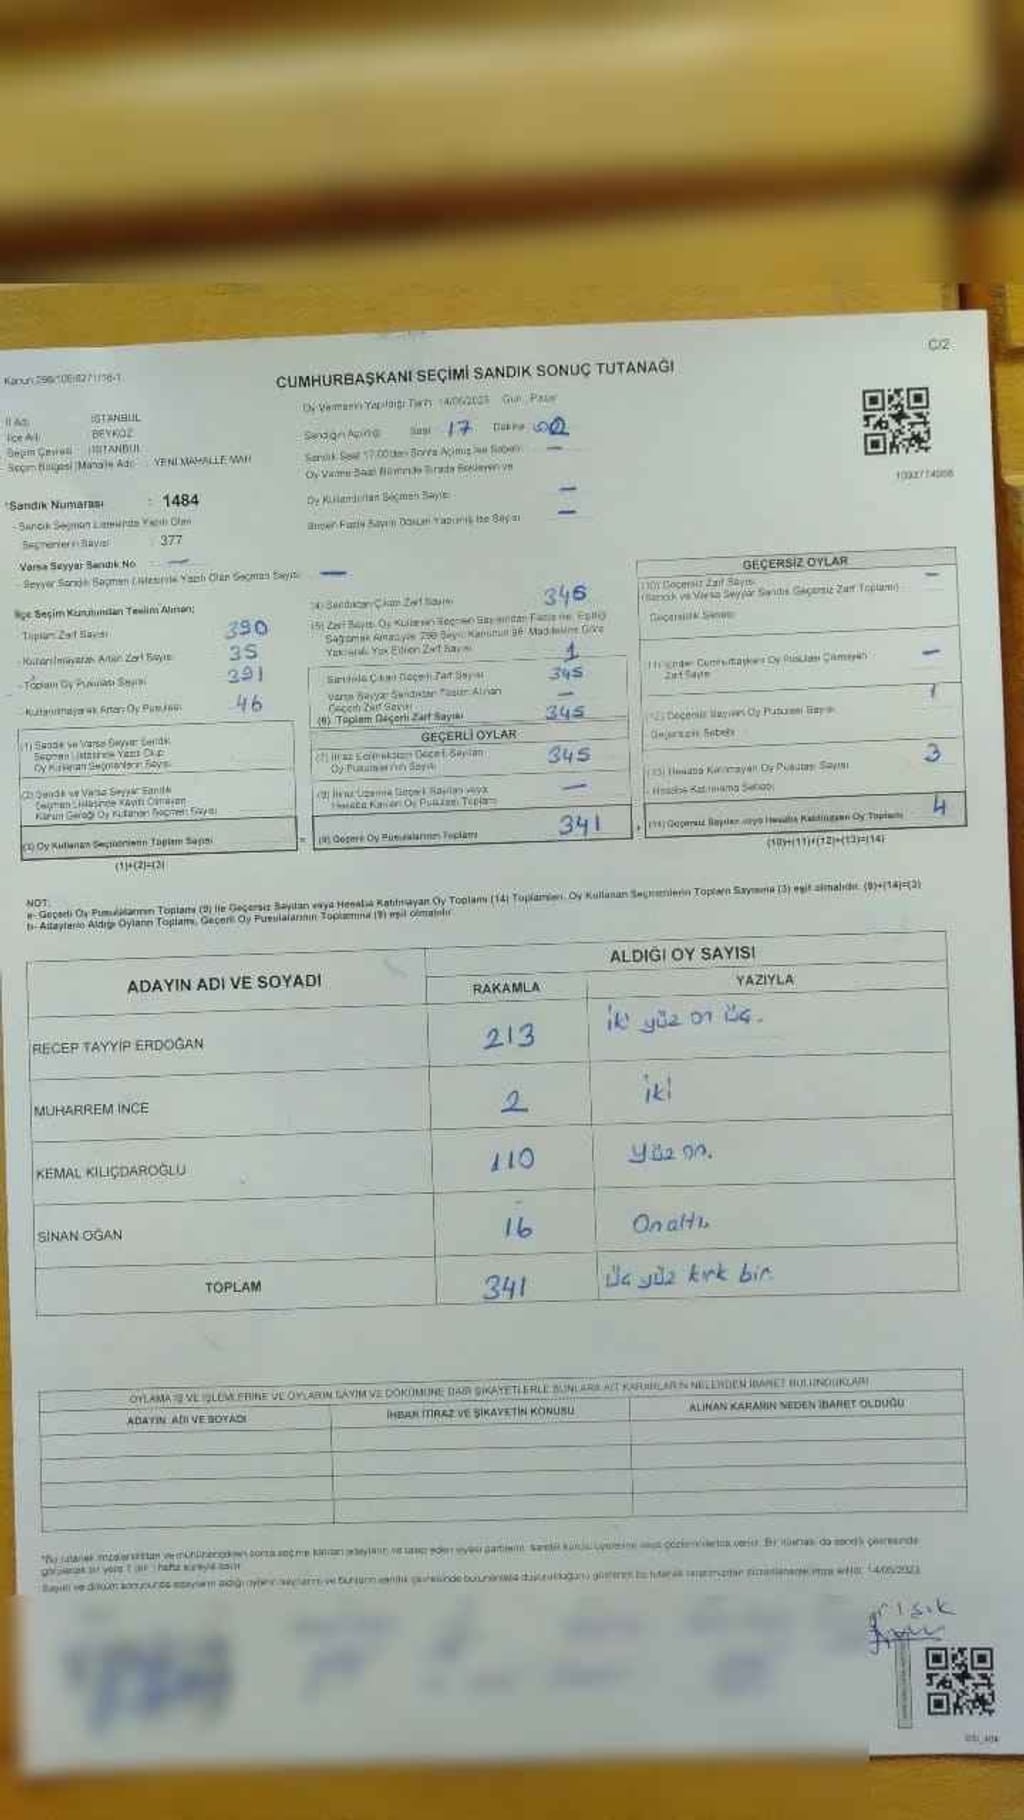 C/2
Kanun:298/105/6271/16-1
CUMHURBAŞKANI SEÇİMİ SANDIK SONUÇ TUTANAĞI
Oy Vermenin Yapıldığı Tarih: 14/05/2023 Gün: Pazar
İl Adı: İSTANBUL
İlçe Adı: BEYKOZ
Seçim Çevresi: İSTANBUL
Seçim Bölgesi (Mahalle Adı): YENİ MAHALLE MAH
Sandığın Açılışı Saat 17 Dakika
Sandık Saat 17:00'den Sonra Açılmış İse Sebebi: —
Oy Verme Saati Bitiminde Sırada Bekleyen ve
Oy Kullandırılan Seçmen Sayısı: —
Birden Fazla Sayım Döküm Yapılmış İse Sayısı —
*Sandık Numarası : 1484
- Sandık Seçmen Listesinde Yazılı Olan
Seçmenlerin Sayısı : 377
Varsa Seyyar Sandık No —
- Seyyar Sandık Seçmen Listesinde Yazılı Olan Seçmen Sayısı —
İlçe Seçim Kurulundan Teslim Alınan;
- Toplam Zarf Sayısı 390
- Kullanılmayarak Artan Zarf Sayısı 35
- Toplam Oy Pusulası Sayısı 391
- Kullanılmayarak Artan Oy Pusulası 46
(1) Sandık ve Varsa Seyyar Sandık
Seçmen Listesinde Yazılı Olup
Oy Kullanan Seçmenlerin Sayısı
(2) Sandık ve Varsa Seyyar Sandık
Seçmen Listesinde Kayıtlı Olmayan
Kanun Gereği Oy Kullanan Seçmen Sayısı
(3) Oy Kullanan Seçmenlerin Toplam Sayısı
(1)+(2)=(3)
(4) Sandıktan Çıkan Zarf Sayısı 346
(5) Zarf Sayısı Oy Kullanan Seçmen Sayısından Fazla ise, Eşitliği
Sağlamak Amacıyla 298 Sayılı Kanunun 98. Maddesine Göre
Yakılarak Yok Edilen Zarf Sayısı 1
Sandıkta Çıkan Geçerli Zarf Sayısı 345
Varsa Seyyar Sandıktan Teslim Alınan
Geçerli Zarf Sayısı —
(6) Toplam Geçerli Zarf Sayısı 345
GEÇERLİ OYLAR
(7) İtiraz Edilmeksizin Geçerli Sayılan
Oy Pusulalarının Sayısı 345
(8) İtiraz Üzerine Geçerli Sayılan veya
Hesaba Katılan Oy Pusulası Toplamı —
(9) Geçerli Oy Pusulalarının Toplamı 341
GEÇERSİZ OYLAR
(10) Geçersiz Zarf Sayısı —
(Sandık ve Varsa Seyyar Sandık Geçersiz Zarf Toplamı)
Geçersizlik Sebebi:
(11) İçinden Cumhurbaşkanı Oy Pusulası Çıkmayan
Zarf Sayısı —
(12) Geçersiz Sayılan Oy Pusulası Sayısı 1
Geçersizlik Sebebi:
(13) Hesaba Katılmayan Oy Pusulası Sayısı 3
Hesaba Katılmama Sebebi:
(14) Geçersiz Sayılan veya Hesaba Katılmayan Oy Toplamı 4
(10)+(11)+(12)+(13)=(14)
NOT:
a- Geçerli Oy Pusulalarının Toplamı (9) ile Geçersiz Sayılan veya Hesaba Katılmayan Oy Toplamı (14) Toplamları, Oy Kullanan Seçmenlerin Toplam Sayısına (3) eşit olmalıdır. (9)+(14)=(3)
b- Adayların Aldığı Oyların Toplamı, Geçerli Oy Pusulalarının Toplamına (9) eşit olmalıdır.
ADAYIN ADI VE SOYADI
ALDIĞI OY SAYISI
RAKAMLA YAZIYLA
RECEP TAYYİP ERDOĞAN 213 iki yüz on üç.
MUHARREM İNCE 2 iki
KEMAL KILIÇDAROĞLU 110 yüz on.
SİNAN OĞAN 16 Onaltı
TOPLAM 341 üç yüz kırk bir
OYLAMA İŞ VE İŞLEMLERİNE VE OYLARIN SAYIM VE DÖKÜMÜNE DAİR ŞİKAYETLERLE BUNLARA AİT KARARLARIN NELERDEN İBARET BULUNDUKLARI
ADAYIN ADI VE SOYADI İHBAR İTİRAZ VE ŞİKAYETİN KONUSU ALINAN KARARIN NEDEN İBARET OLDUĞU